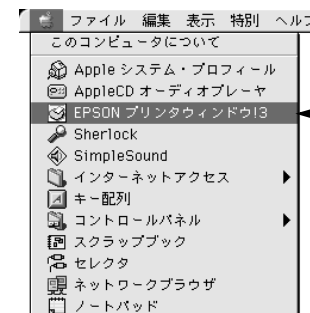 ファイル 編集 表示 特別 ヘル
このコンピュータについて
Apple システム・プロフィール
AppleCD オーディオプレーヤ
EPSON プリンタウィンドウ!3
Sherlock
SimpleSound
インターネットアクセス
キー配列
コントロールパネル
スクラップブック
セレクタ
ネットワークブラウザ
ノートパッド